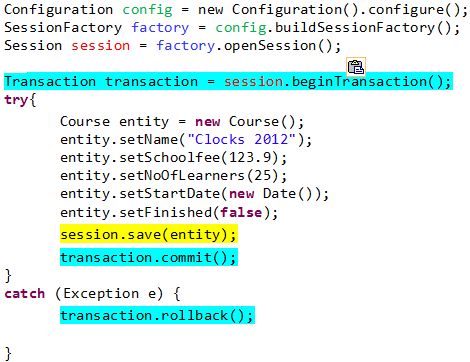 Configuration config = new Configuration().configure();
SessionFactory factory = config.buildSessionFactory();
Session session = factory.openSession();
Transaction transaction = session.beginTransaction();
try{
Course entity = new Course();
entity.setName("Clocks 2012");
entity.setSchoolfee(123.9);
entity.setNoOfLearners(25);
entity.setStartDate(new Date());
entity.setFinished(false);
session.save(entity);
transaction.commit();
}
catch (Exception e) {
transaction.rollback();
}